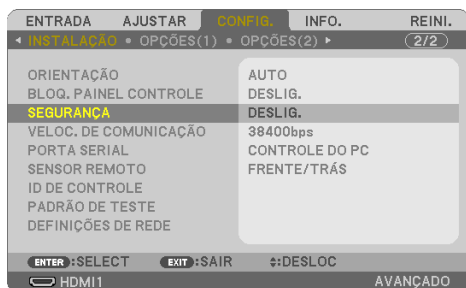 ENTRADA AJUSTAR CONFIG. INFO. REINI.
INSTALAÇÃO • OPÇÕES(1) • OPÇÕES(2) 2/2
ORIENTAÇÃO AUTO
BLOQ. PAINEL CONTROLE DESLIG.
SEGURANÇA DESLIG.
VELOC. DE COMUNICAÇÃO 38400bps
PORTA SERIAL CONTROLE DO PC
SENSOR REMOTO FRENTE/TRÁS
ID DE CONTROLE
PADRÃO DE TESTE
DEFINIÇÕES DE REDE
ENTER :SELECT EXIT :SAIR :DESLOC
HDMI1 AVANÇADO